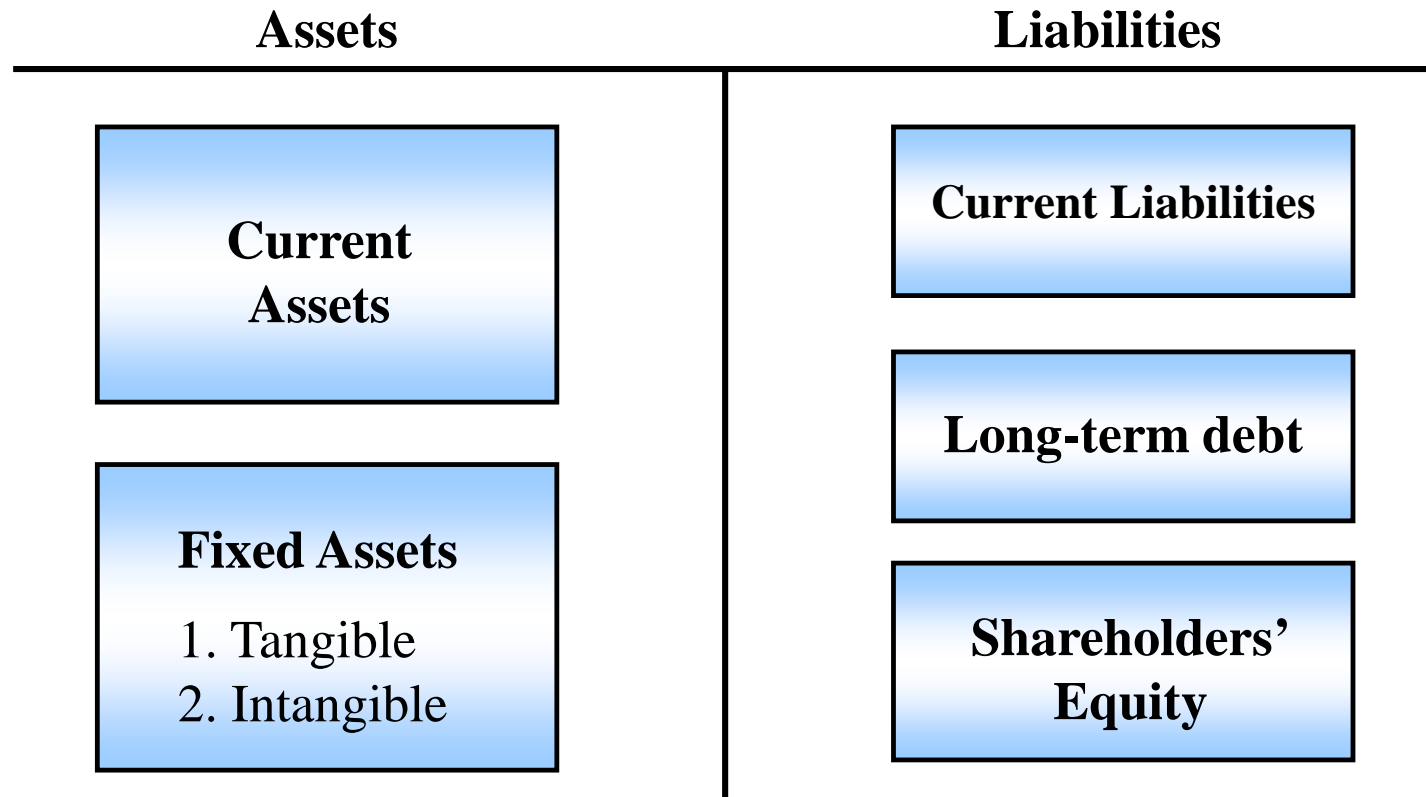 Assets
Liabilities
Current
Assets
Fixed Assets
1. Tangible
2. Intangible
Current Liabilities
Long-term debt
Shareholders’
Equity